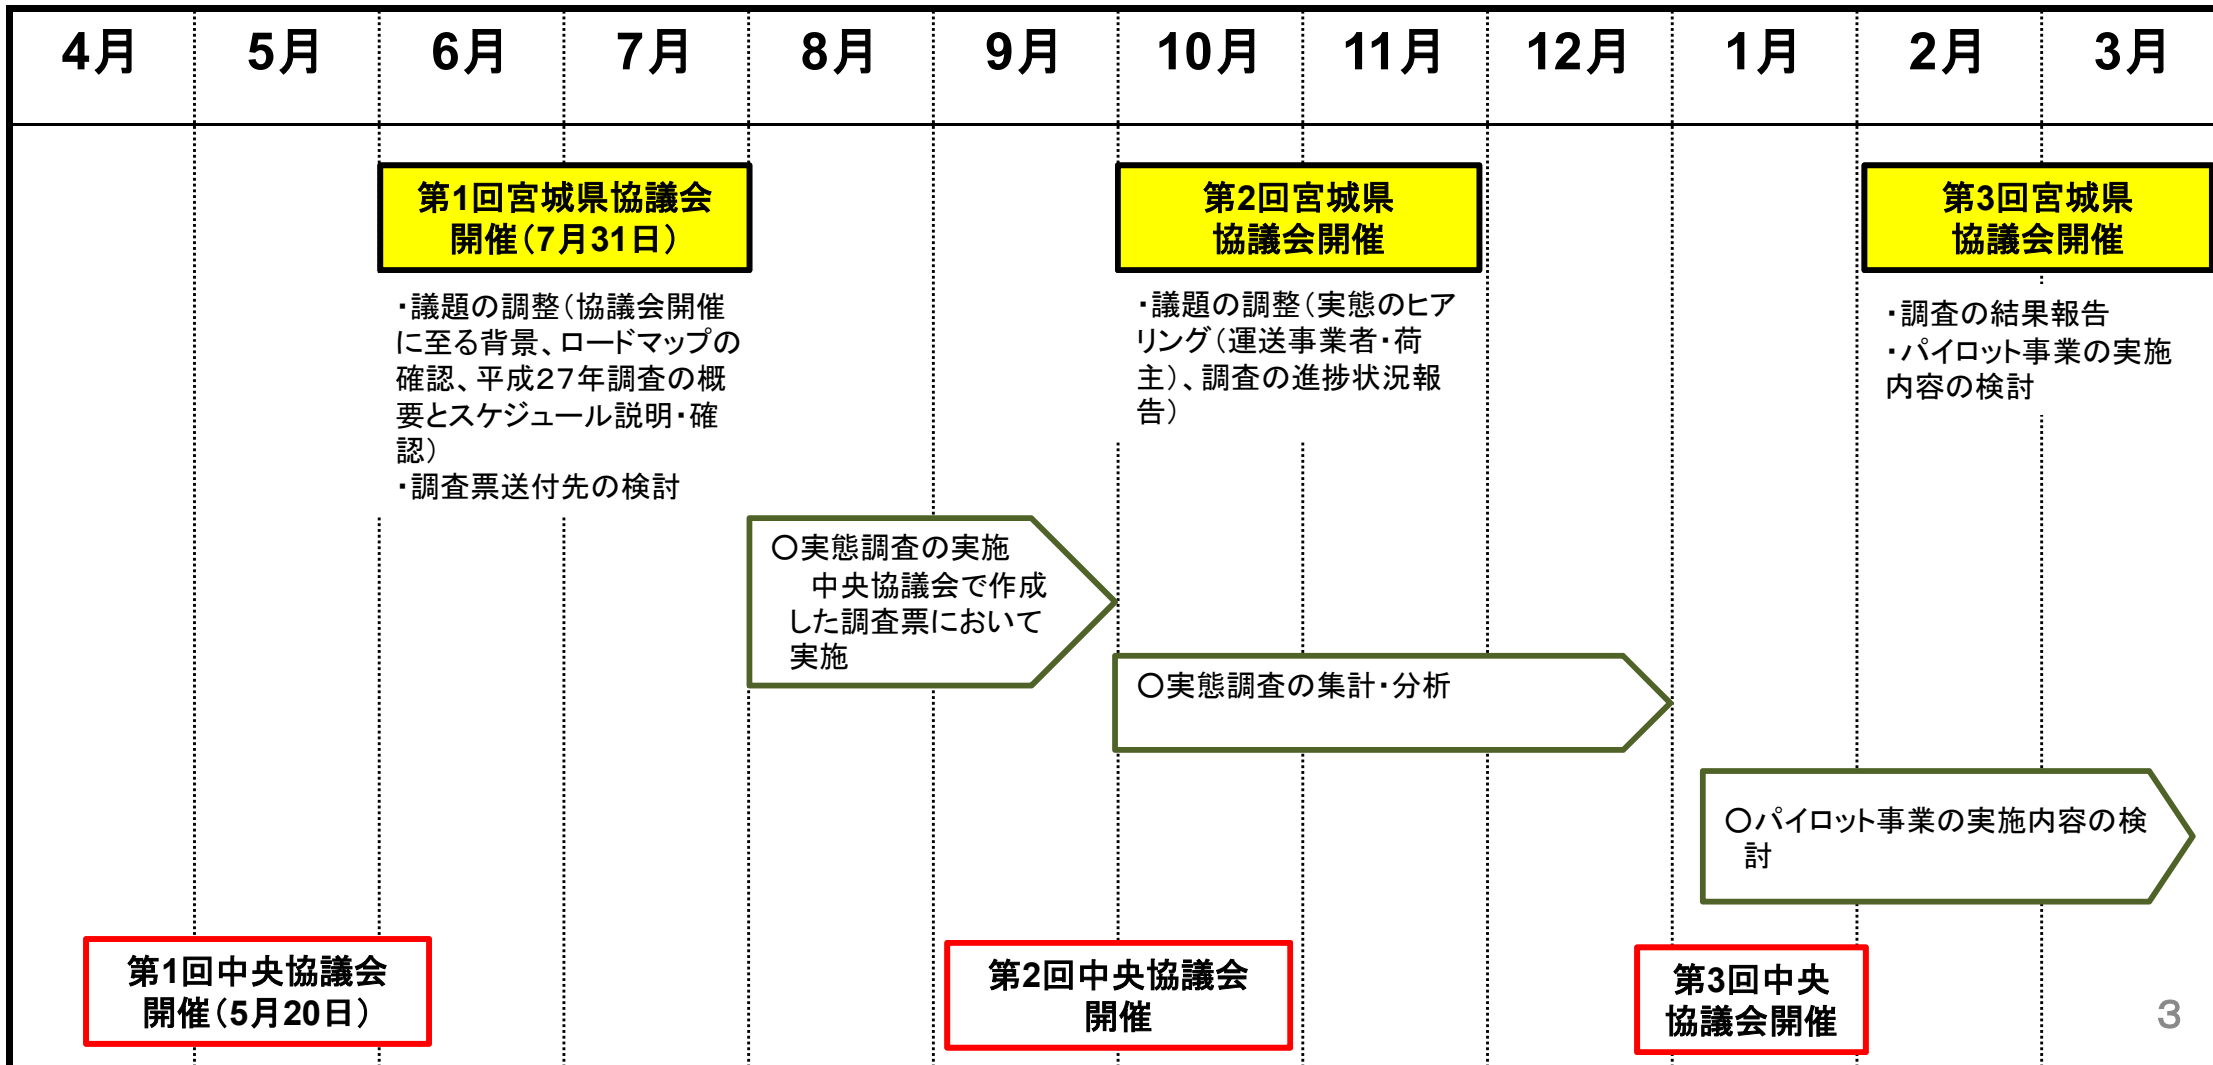 4月 5月 6月 7月 8月 9月 10月 11月 12月 1月 2月 3月
第1回宮城県協議会
開催（7月31日）
・議題の調整（協議会開催
に至る背景、ロードマップの
確認、平成２７年調査の概
要とスケジュール説明・確
認）
・調査票送付先の検討
第2回宮城県
協議会開催
・議題の調整（実態のヒア
リング（運送事業者・荷
主）、調査の進捗状況報
告）
第3回宮城県
協議会開催
・調査の結果報告
・パイロット事業の実施
内容の検討
〇実態調査の実施
中央協議会で作成
した調査票において
実施
〇実態調査の集計・分析
〇パイロット事業の実施内容の検
討
第1回中央協議会
開催（5月20日）
第2回中央協議会
開催
第3回中央
協議会開催
3